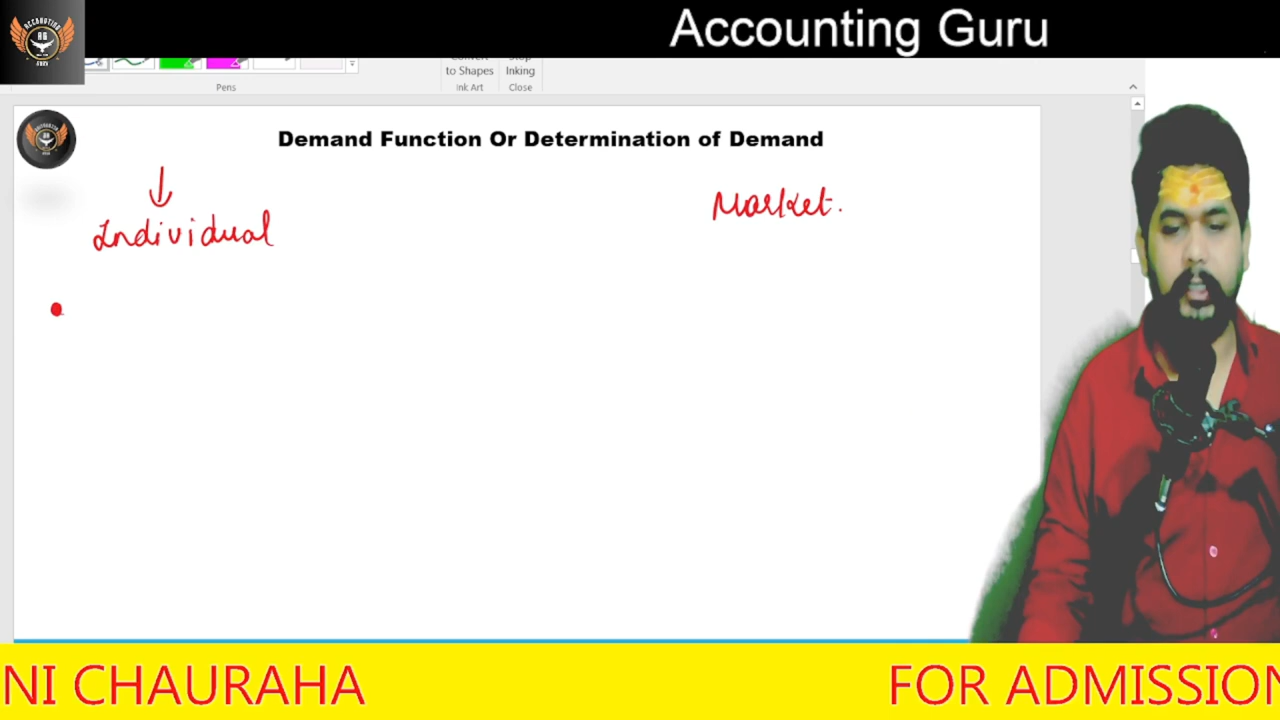 Accounting Guru
to Shapes
Inking
Pens
Ink Art
Close
Demand Function Or Determination of Demand
Individual
Market.
NI CHAURAHA
FOR ADMISSION